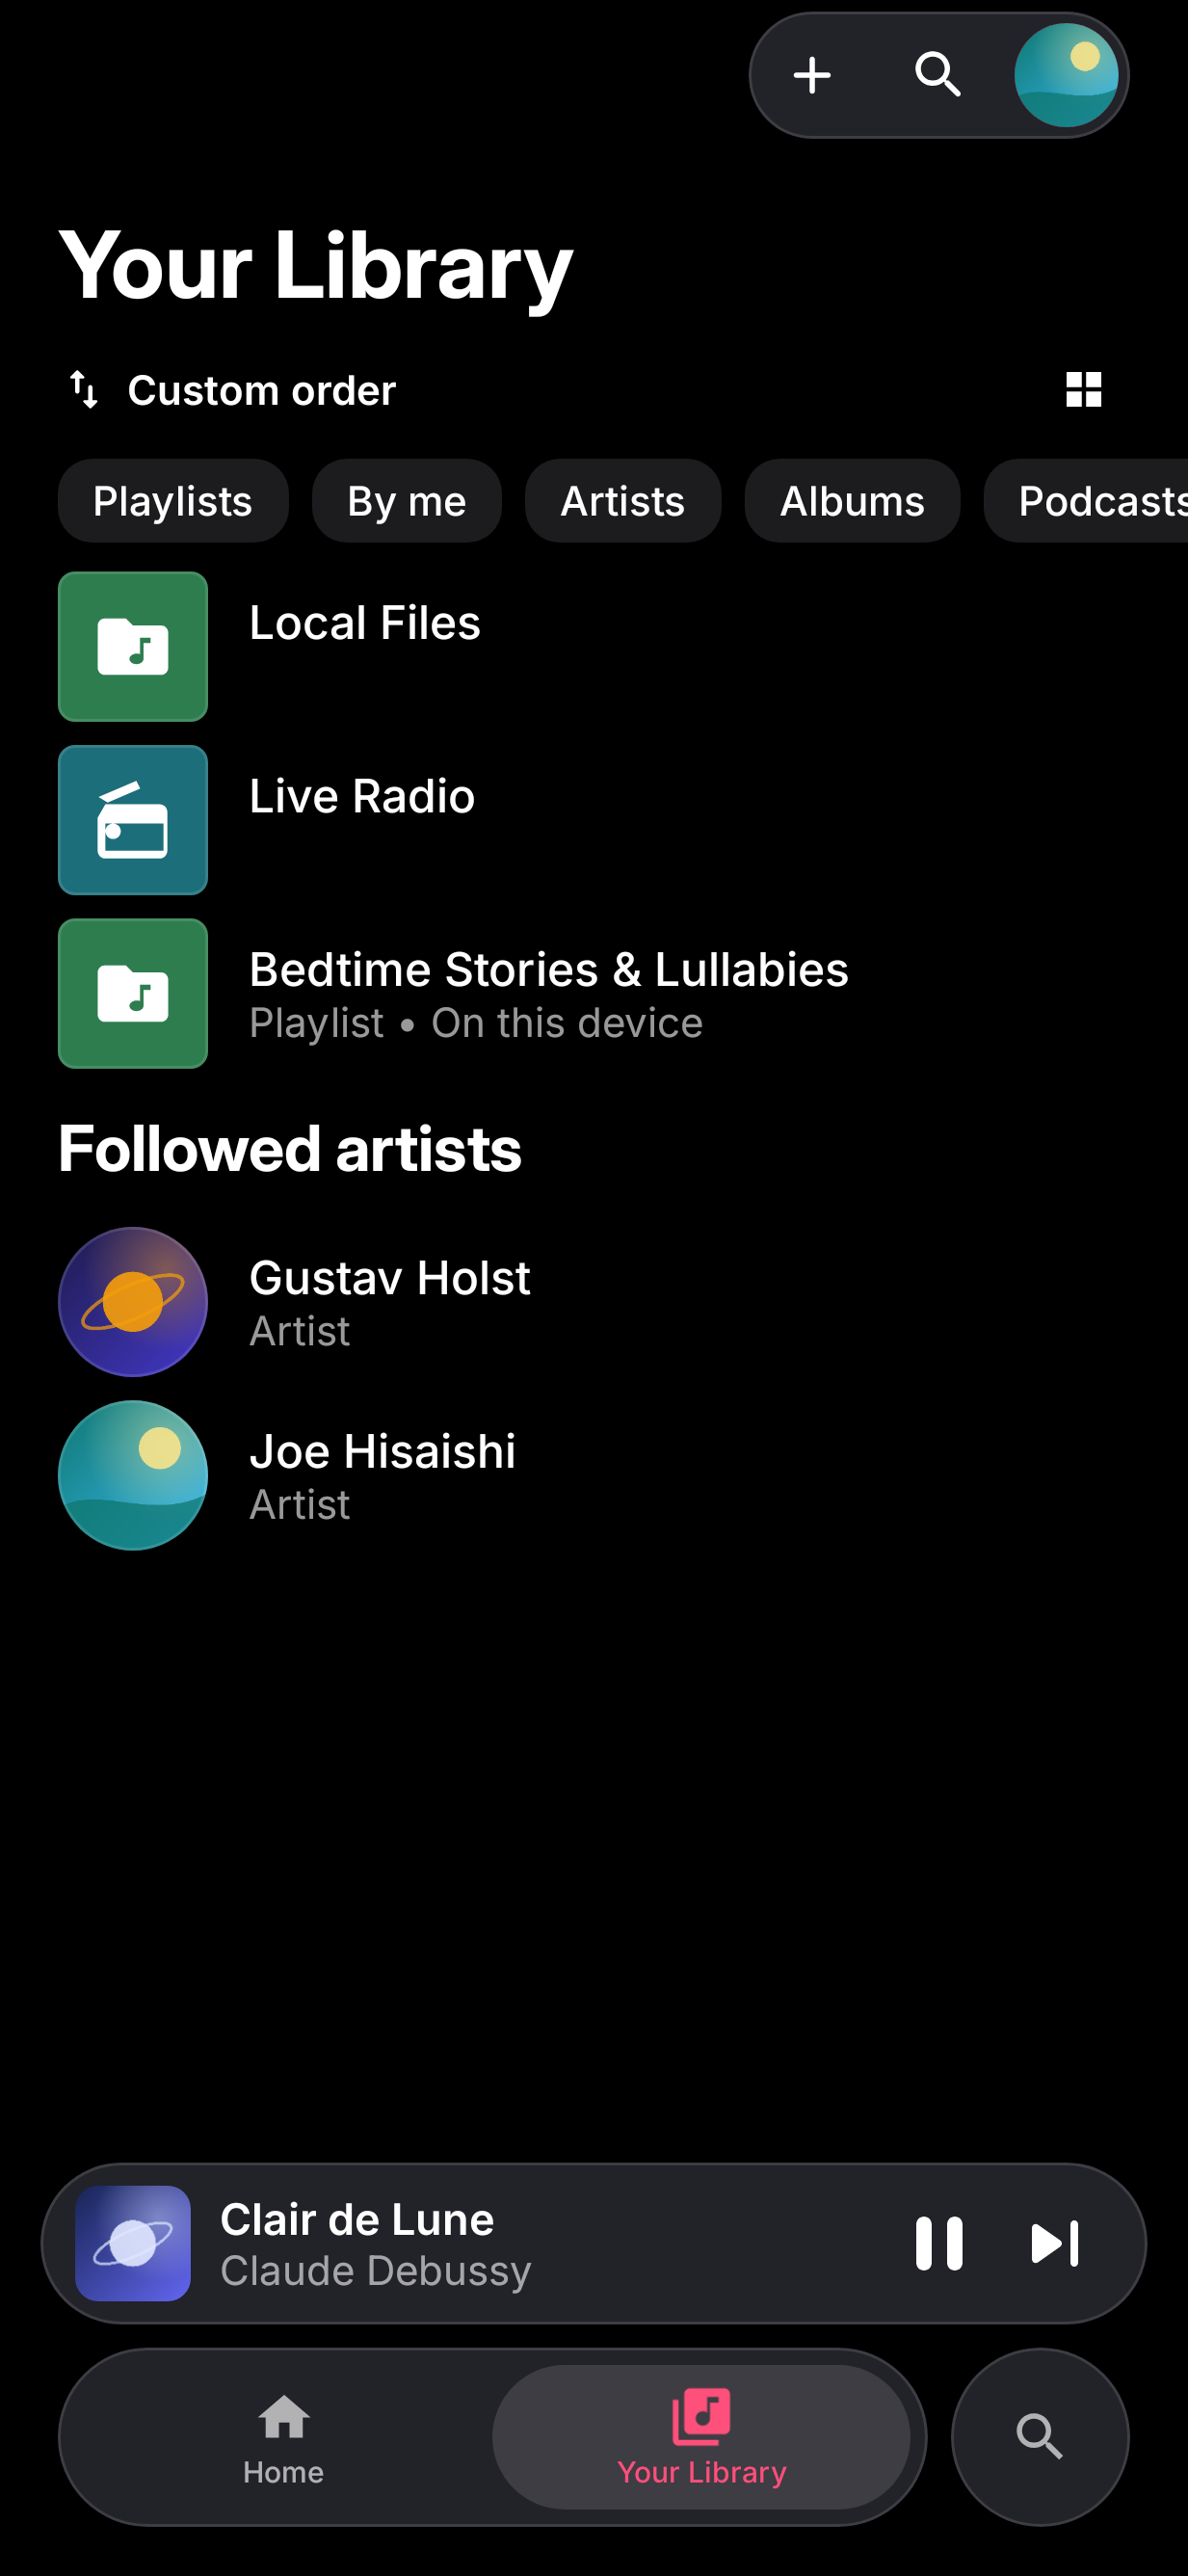 Your Library
Custom order
Playlists
By me
Artists
Albums
Podcasts
Local Files
Live Radio
Bedtime Stories & Lullabies
Playlist • On this device
Followed artists
Gustav Holst
Artist
Joe Hisaishi
Artist
Clair de Lune
Claude Debussy
Home
Your Library